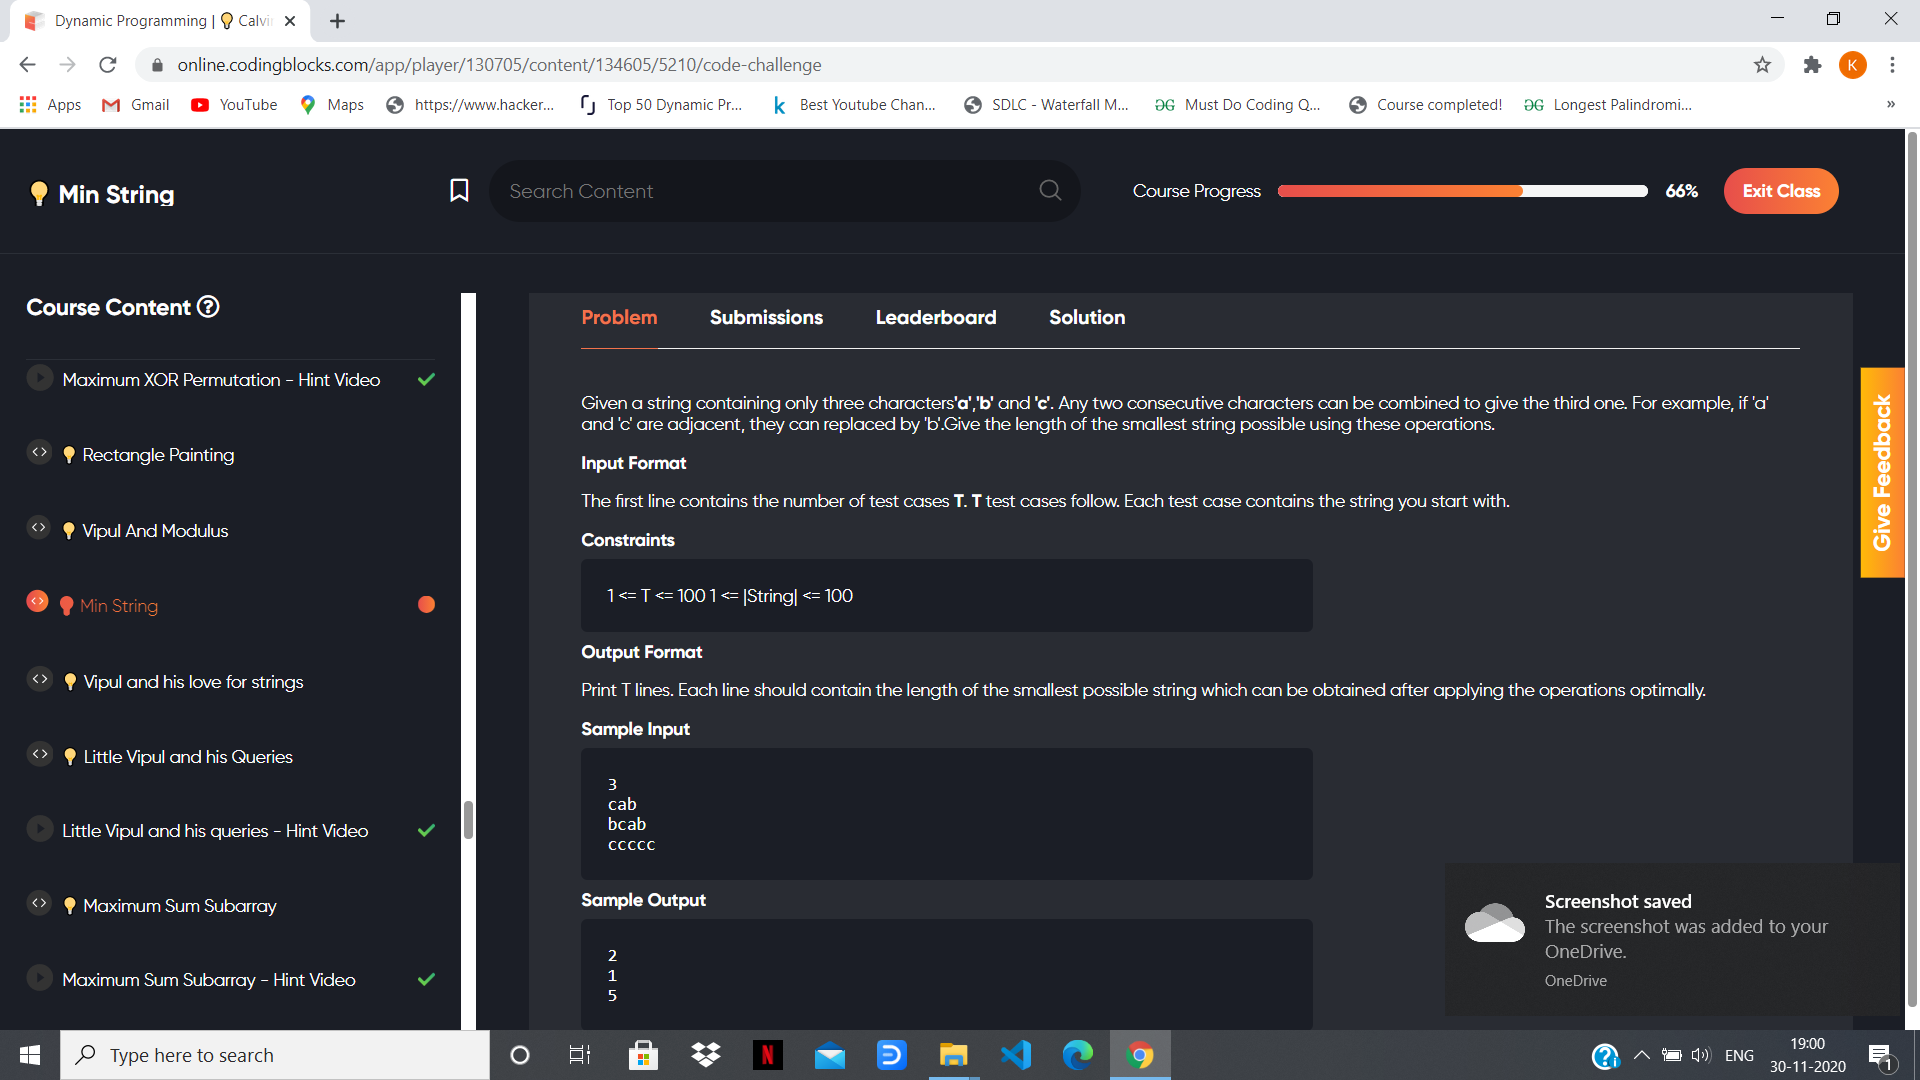 Dynamic Programming | Calvi
online.codingblocks.com/app/player/130705/content/134605/5210/code-challenge
K
Apps Gmail YouTube Maps https://www.hacker... Top 50 Dynamic Pr... Best Youtube Chan... SDLC - Waterfall M... Must Do Coding Q... Course completed! Longest Palindromi... »
Min String
Search Content
Course Progress 66% Exit Class
Course Content
Maximum XOR Permutation - Hint Video
Rectangle Painting
Vipul And Modulus
Min String
Vipul and his love for strings
Little Vipul and his Queries
Little Vipul and his queries - Hint Video
Maximum Sum Subarray
Maximum Sum Subarray - Hint Video
Problem Submissions Leaderboard Solution
Given a string containing only three characters'a','b' and 'c'. Any two consecutive characters can be combined to give the third one. For example, if 'a'
and 'c' are adjacent, they can replaced by 'b'.Give the length of the smallest string possible using these operations.
Input Format
The first line contains the number of test cases T. T test cases follow. Each test case contains the string you start with.
Constraints
1 <= T <= 100 1 <= |String| <= 100
Output Format
Print T lines. Each line should contain the length of the smallest possible string which can be obtained after applying the operations optimally.
Sample Input
3
cab
bcab
ccccc
Sample Output
2
1
5
Give Feedback
Screenshot saved
The screenshot was added to your
OneDrive.
OneDrive
Type here to search
ENG
19:00
30-11-2020
1